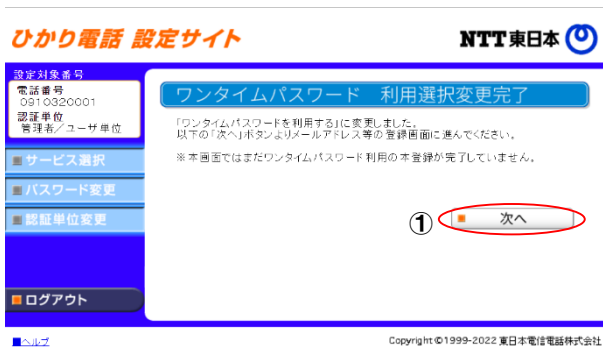 ひかり電話 設定サイト
NTT東日本
設定対象番号
電話番号
0910320001
認証単位
管理者/ユーザ単位
サービス選択
パスワード変更
認証単位変更
ログアウト
ワンタイムパスワード 利用選択変更完了
「ワンタイムパスワードを利用する」に変更しました。
以下の「次へ」ボタンよりメールアドレス等の登録画面に進んでください。
※本画面ではまだワンタイムパスワード利用の本登録が完了していません。
① 次へ
ヘルプ
Copyright©1999-2022 東日本電信電話株式会社